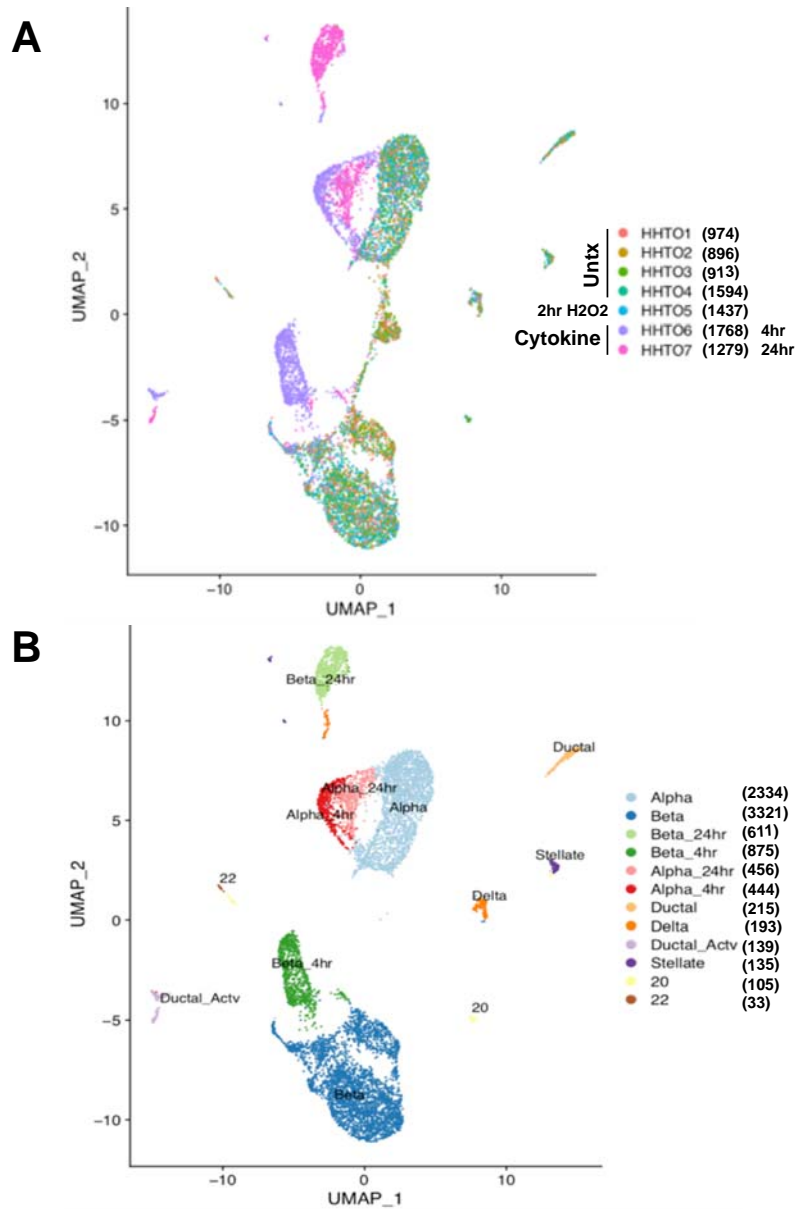 A
10
5
0
−5
−10
UMAP_2
−10
0
10
UMAP_1
Untx
2hr H2O2
Cytokine
HHTO1 (974)
HHTO2 (896)
HHTO3 (913)
HHTO4 (1594)
HHTO5 (1437)
HHTO6 (1768) 4hr
HHTO7 (1279) 24hr
B
10
5
0
−5
−10
UMAP_2
−10
0
10
UMAP_1
Beta_24hr
Ductal
Alpha_24hr
Alpha
Alpha_4hr
Stellate
22
Delta
Beta_4hr
Ductal_Actv
20
Beta
Alpha (2334)
Beta (3321)
Beta_24hr (611)
Beta_4hr (875)
Alpha_24hr (456)
Alpha_4hr (444)
Ductal (215)
Delta (193)
Ductal_Actv (139)
Stellate (135)
20 (105)
22 (33)